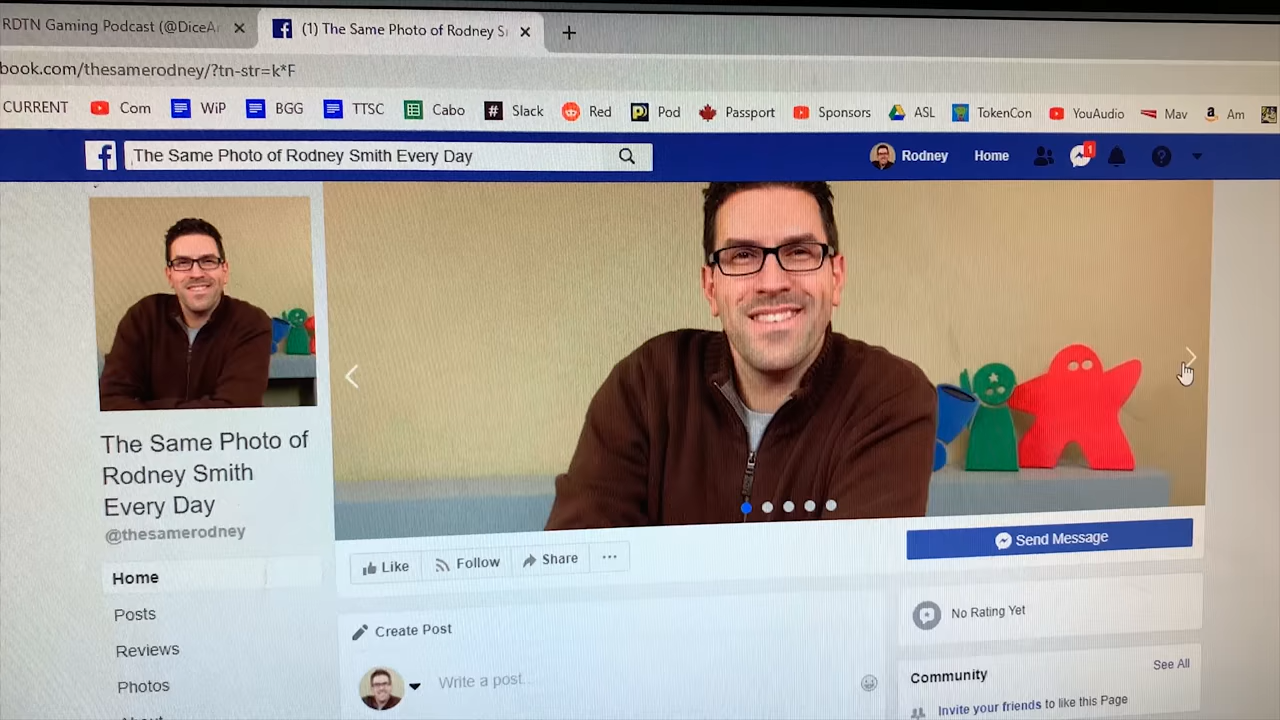 RDTN Gaming Podcast (@DiceA
(1) The Same Photo of Rodney S
book.com/thesamerodney/?tn-str=k*F
CURRENT Com WiP BGG TTSC Cabo Slack Red Pod Passport Sponsors ASL TokenCon YouAudio Mav Am
The Same Photo of Rodney Smith Every Day
Rodney Home 1
The Same Photo of
Rodney Smith
Every Day
@thesamerodney
Home
Posts
Reviews
Photos
Like Follow Share ...
Send Message
Create Post
Write a post...
No Rating Yet
Community See All
Invite your friends to like this Page